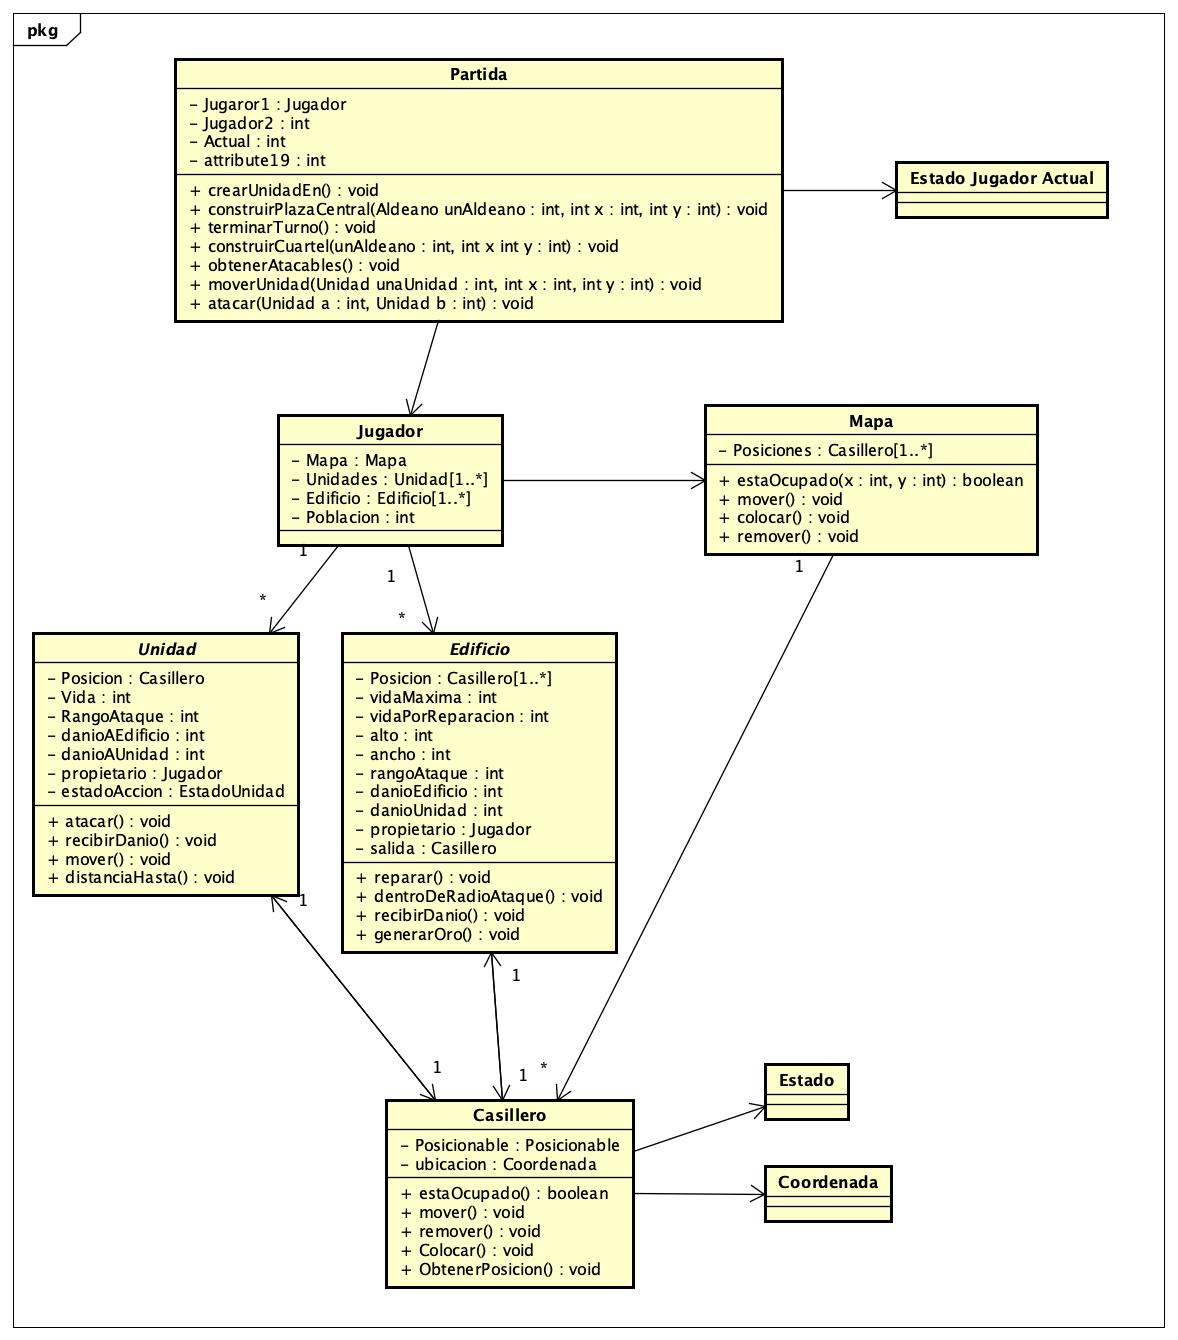 pkg
Partida
- Jugaror1 : Jugador
- Jugador2 : int
- Actual : int
- attribute19 : int
+ crearUnidadEn() : void
+ construirPlazaCentral(Aldeano unAldeano : int, int x : int, int y : int) : void
+ terminarTurno() : void
+ construirCuartel(unAldeano : int, int x int y : int) : void
+ obtenerAtacables() : void
+ moverUnidad(Unidad unaUnidad : int, int x : int, int y : int) : void
+ atacar(Unidad a : int, Unidad b : int) : void
Estado Jugador Actual
Jugador
- Mapa : Mapa
- Unidades : Unidad[1..*]
- Edificio : Edificio[1..*]
- Poblacion : int
Mapa
- Posiciones : Casillero[1..*]
+ estaOcupado(x : int, y : int) : boolean
+ mover() : void
+ colocar() : void
+ remover() : void
1
*
1
*
1
Unidad
- Posicion : Casillero
- Vida : int
- RangoAtaque : int
- danioAEdificio : int
- danioAUnidad : int
- propietario : Jugador
- estadoAccion : EstadoUnidad
+ atacar() : void
+ recibirDanio() : void
+ mover() : void
+ distanciaHasta() : void
Edificio
- Posicion : Casillero[1..*]
- vidaMaxima : int
- vidaPorReparacion : int
- alto : int
- ancho : int
- rangoAtaque : int
- danioEdificio : int
- danioUnidad : int
- propietario : Jugador
- salida : Casillero
+ reparar() : void
+ dentroDeRadioAtaque() : void
+ recibirDanio() : void
+ generarOro() : void
1
1
1
1
*
Casillero
- Posicionable : Posicionable
- ubicacion : Coordenada
+ estaOcupado() : boolean
+ mover() : void
+ remover() : void
+ Colocar() : void
+ ObtenerPosicion() : void
Estado
Coordenada